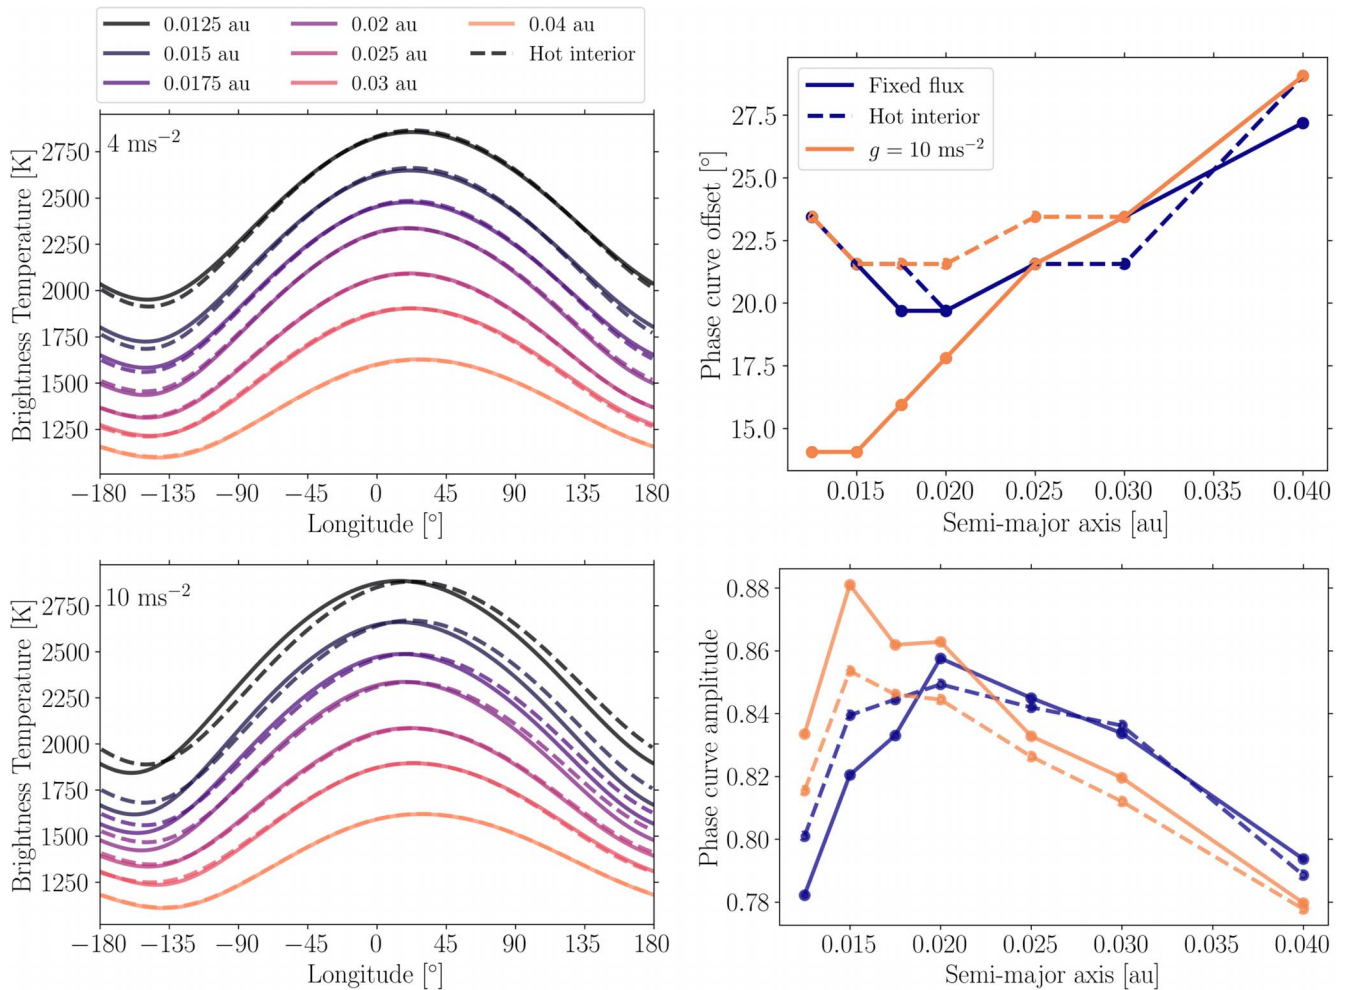 0.0125 au
0.015 au
0.0175 au
0.02 au
0.025 au
0.03 au
0.04 au
Hot interior
4 ms⁻²
Brightness Temperature [K]
2750
2500
2250
2000
1750
1500
1250
−180 −135 −90 −45 0 45 90 135 180
Longitude [°]
Fixed flux
Hot interior
g = 10 ms⁻²
Phase curve offset [°]
27.5
25.0
22.5
20.0
17.5
15.0
0.015 0.020 0.025 0.030 0.035 0.040
Semi-major axis [au]
10 ms⁻²
Brightness Temperature [K]
2750
2500
2250
2000
1750
1500
1250
−180 −135 −90 −45 0 45 90 135 180
Longitude [°]
Phase curve amplitude
0.88
0.86
0.84
0.82
0.80
0.78
0.015 0.020 0.025 0.030 0.035 0.040
Semi-major axis [au]